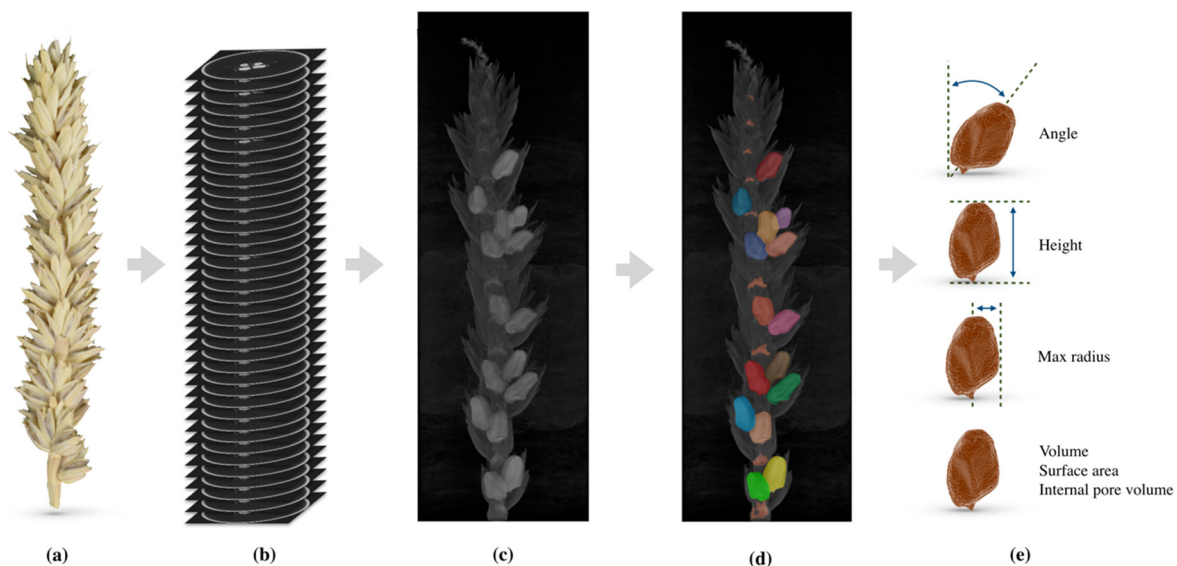 Angle
Height
Max radius
Volume
Surface area
Internal pore volume
(a)
(b)
(c)
(d)
(e)